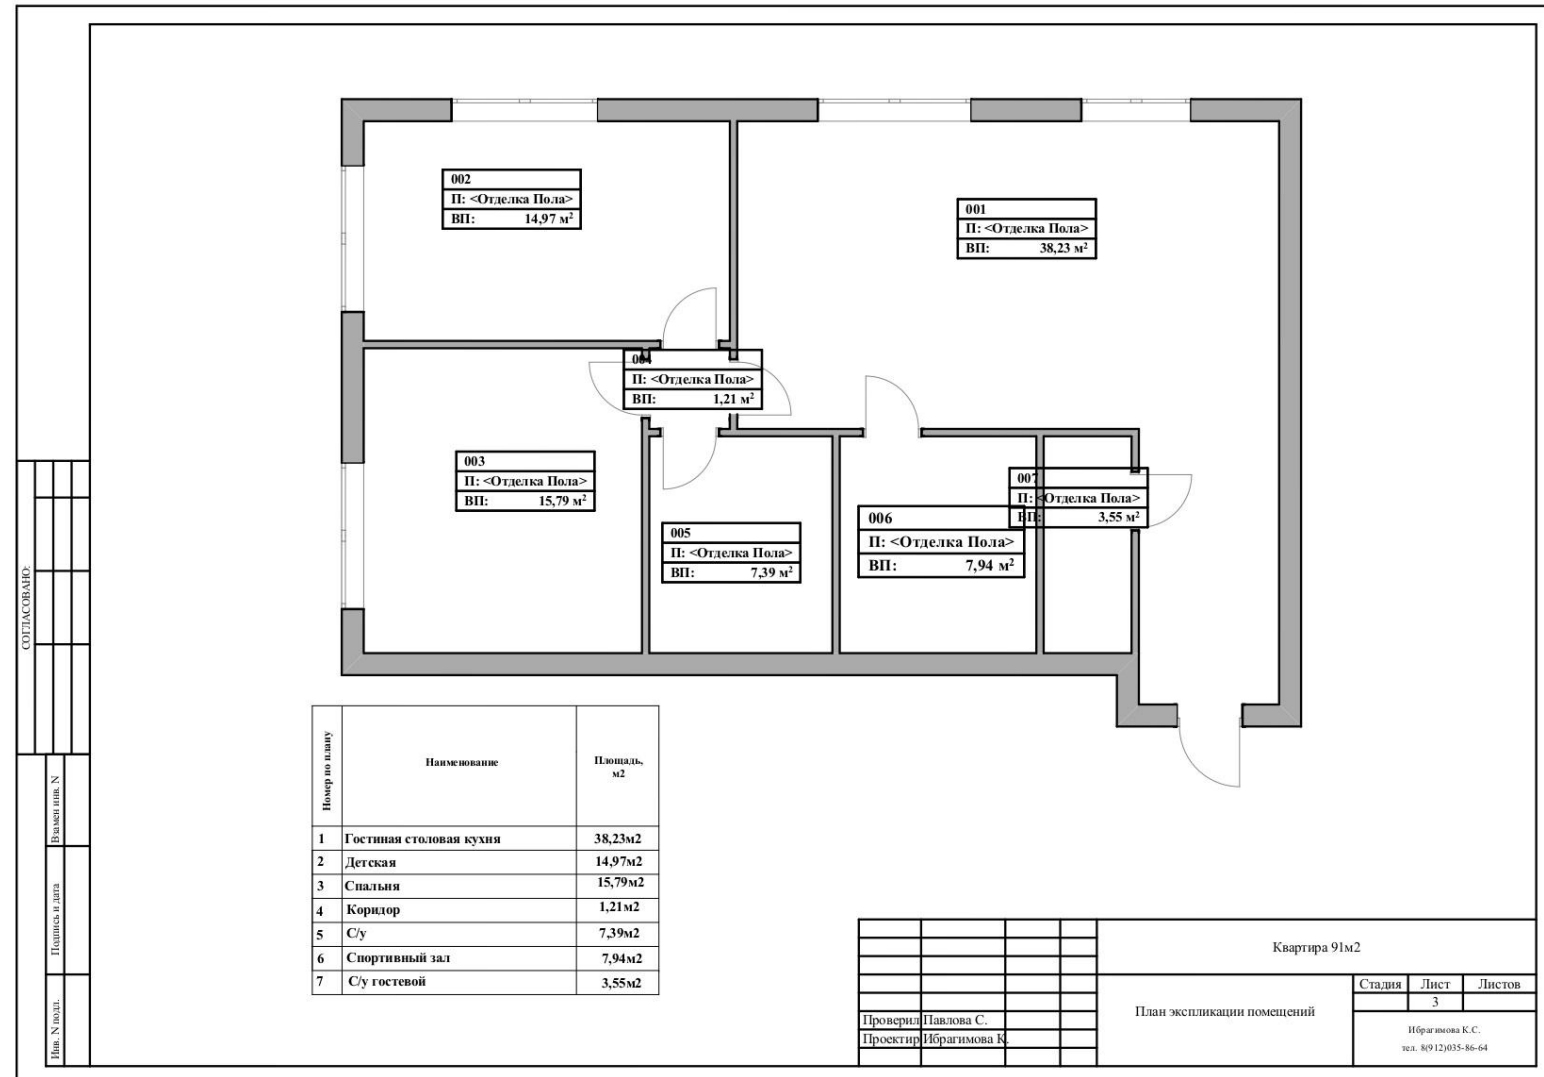 002
П: <Отделка Пола>
ВП: 14,97 м²
001
П: <Отделка Пола>
ВП: 38,23 м²
004
П: <Отделка Пола>
ВП: 1,21 м²
003
П: <Отделка Пола>
ВП: 15,79 м²
007
П: <Отделка Пола>
ВП: 3,55 м²
005
П: <Отделка Пола>
ВП: 7,39 м²
006
П: <Отделка Пола>
ВП: 7,94 м²
СОГЛАСОВАНО:
Взамен инв. N
Подпись и дата
Инв. N подл.
Номер по плану
Наименование
Площадь,
м2
1 Гостиная столовая кухня 38,23м2
2 Детская 14,97м2
3 Спальня 15,79м2
4 Коридор 1,21м2
5 С/у 7,39м2
6 Спортивный зал 7,94м2
7 С/у гостевой 3,55м2
Квартира 91м2
План экспликации помещений
Стадия Лист Листов
3
Проверил Павлова С.
Проектир Ибрагимова К.
Ибрагимова К.С.
тел. 8(912)035-86-64